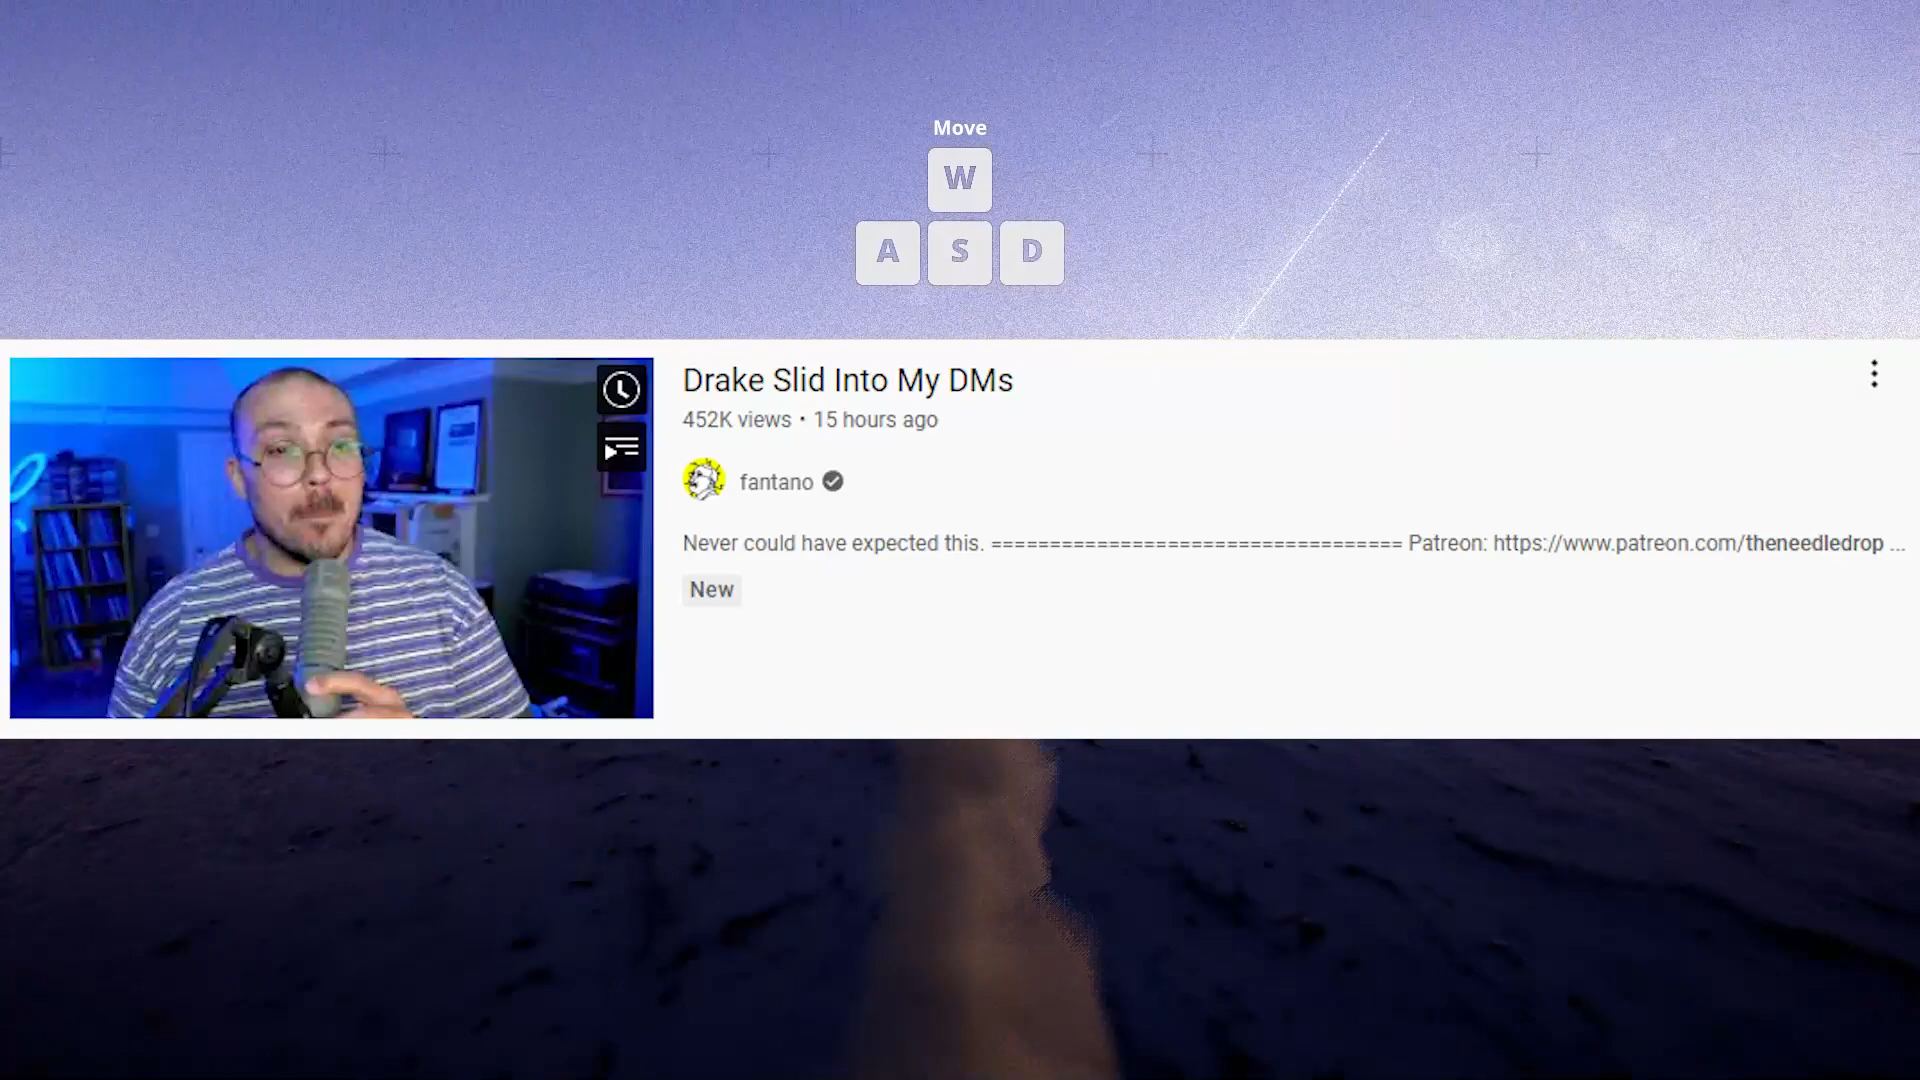 Move
W
A S D
Drake Slid Into My DMs
452K views • 15 hours ago
fantano
Never could have expected this. =================================== Patreon: https://www.patreon.com/theneedledrop ...
New